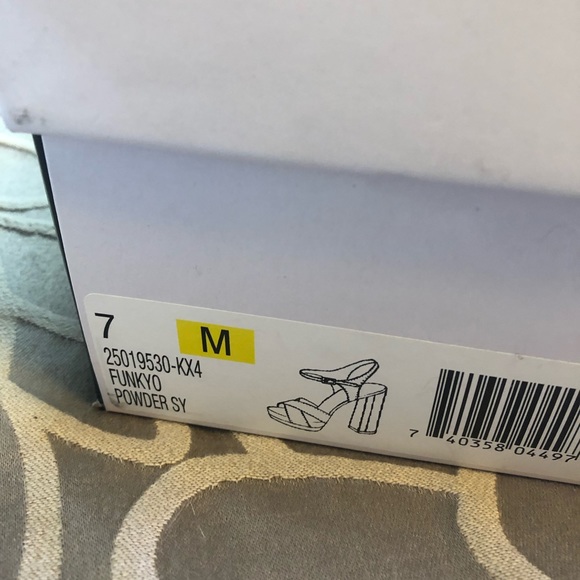 7 M
25019530-KX4
FUNKYO
POWDER SY
7 40358 04497